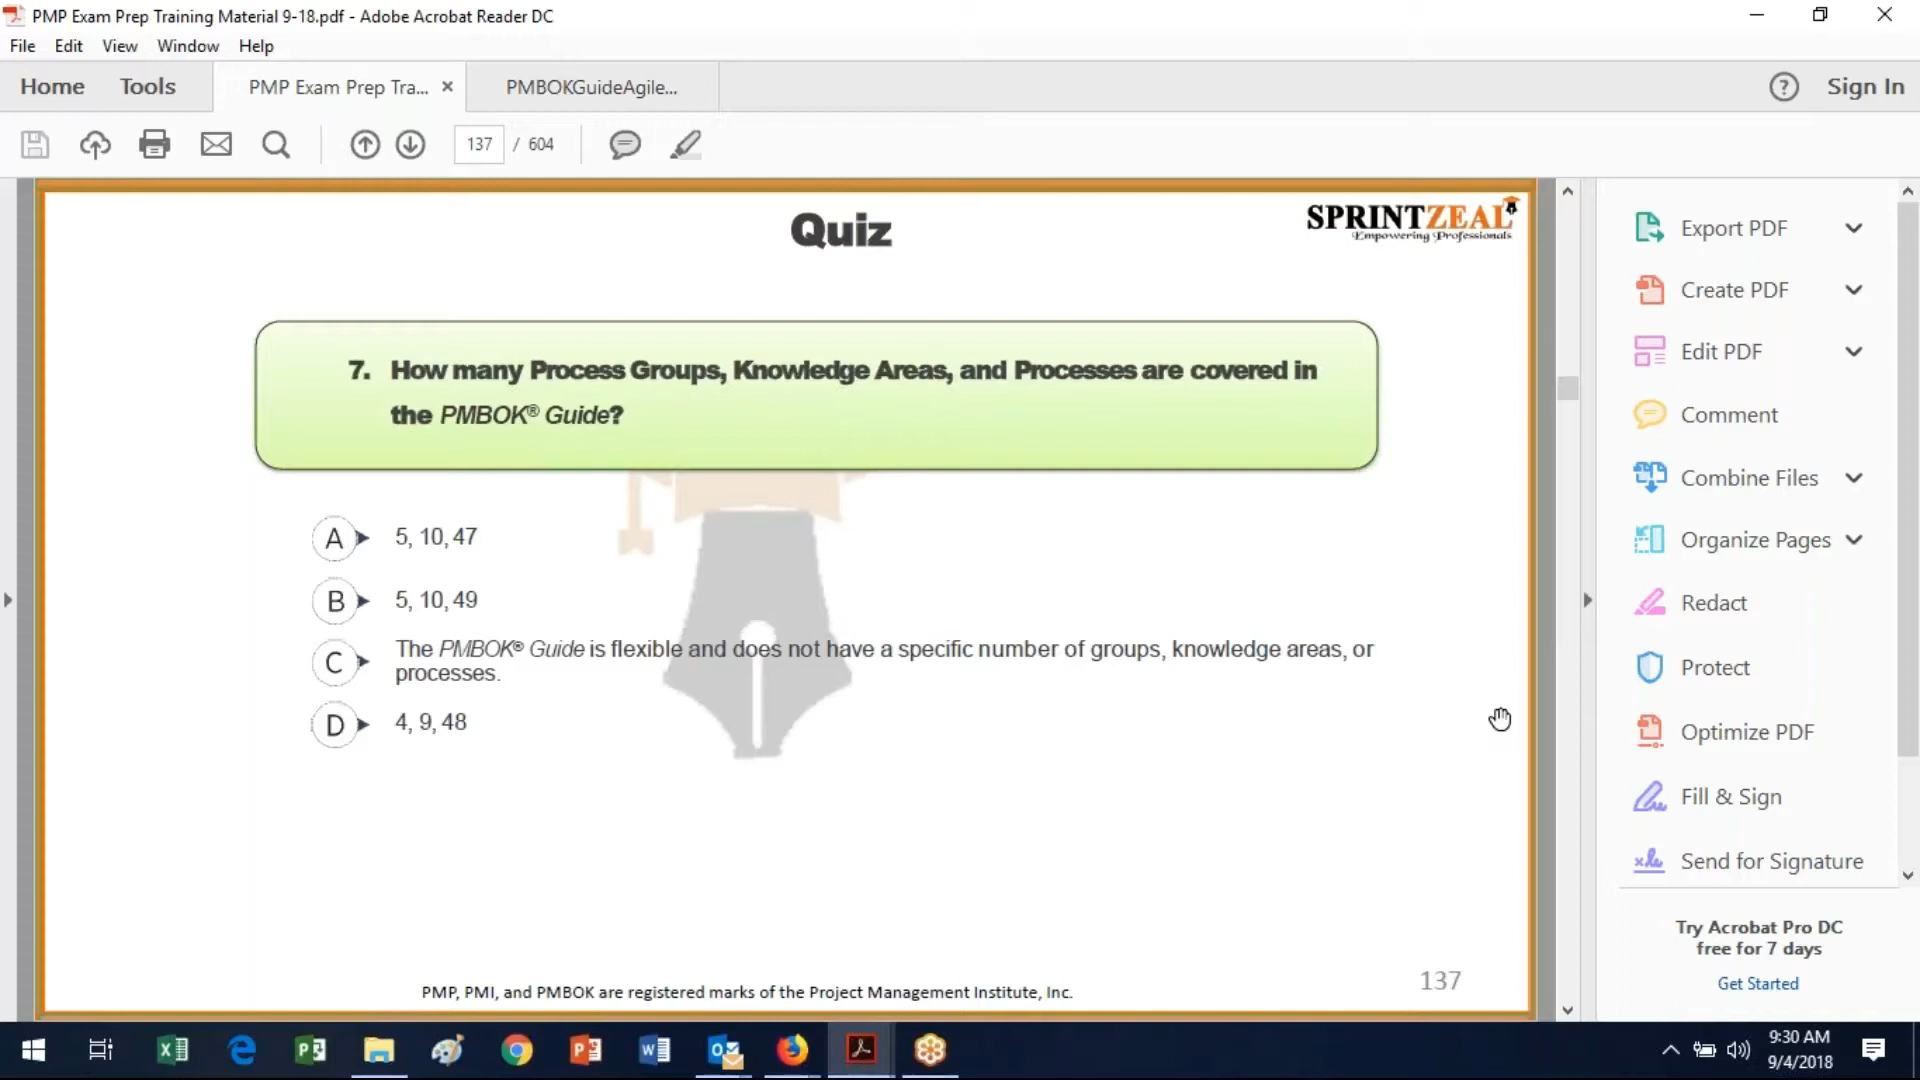 PMP Exam Prep Training Material 9-18.pdf - Adobe Acrobat Reader DC
File Edit View Window Help
Home Tools PMP Exam Prep Tra... PMBOKGuideAgile... Sign In
137 / 604
Quiz
SPRINTZEAL
Empowering Professionals
7. How many Process Groups, Knowledge Areas, and Processes are covered in
the PMBOK® Guide?
A 5, 10, 47
B 5, 10, 49
C The PMBOK® Guide is flexible and does not have a specific number of groups, knowledge areas, or
processes.
D 4, 9, 48
PMP, PMI, and PMBOK are registered marks of the Project Management Institute, Inc.
137
Export PDF
Create PDF
Edit PDF
Comment
Combine Files
Organize Pages
Redact
Protect
Optimize PDF
Fill & Sign
Send for Signature
Try Acrobat Pro DC
free for 7 days
Get Started
9:30 AM
9/4/2018